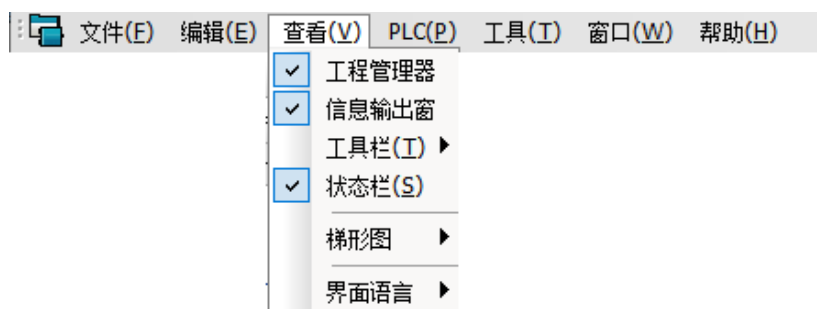 文件(F) 编辑(E) 查看(V) PLC(P) 工具(T) 窗口(W) 帮助(H)
工程管理器
信息输出窗
工具栏(T)
状态栏(S)
梯形图
界面语言